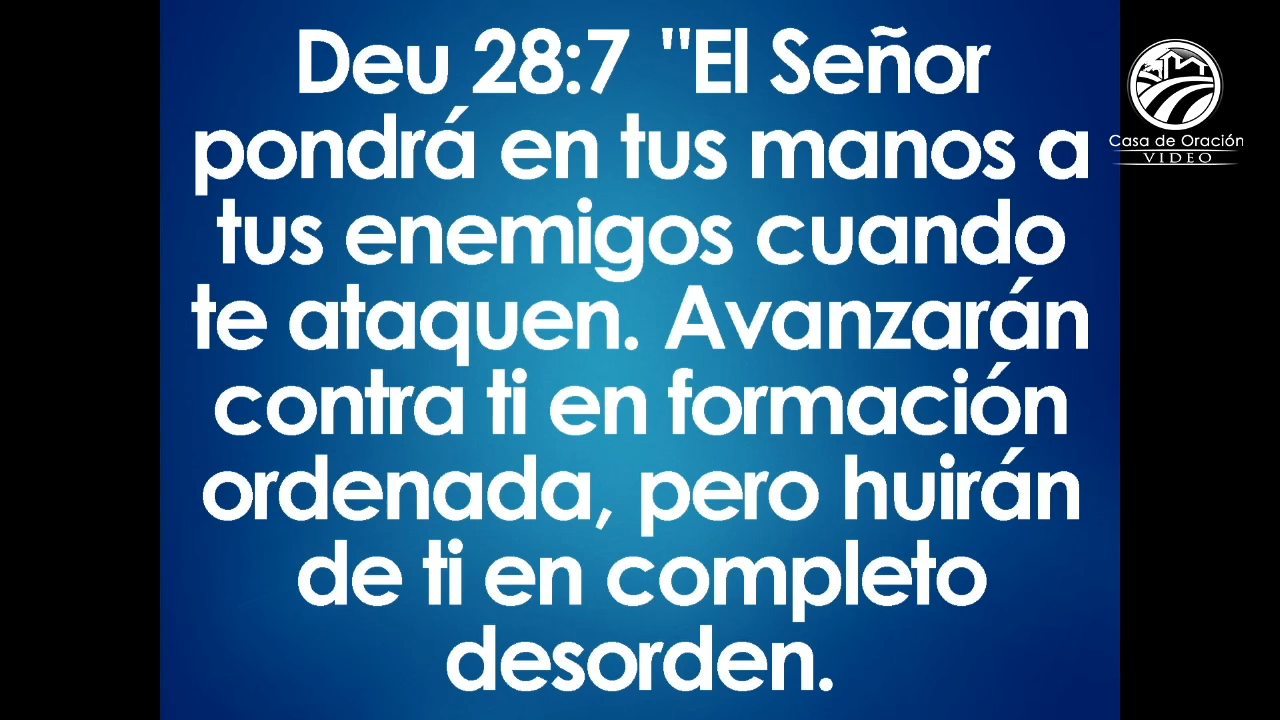 Deu 28:7 "El Señor
pondrá en tus manos a
tus enemigos cuando
te ataquen. Avanzarán
contra ti en formación
ordenada, pero huirán
de ti en completo
desorden.
Casa de Oración
VIDEO